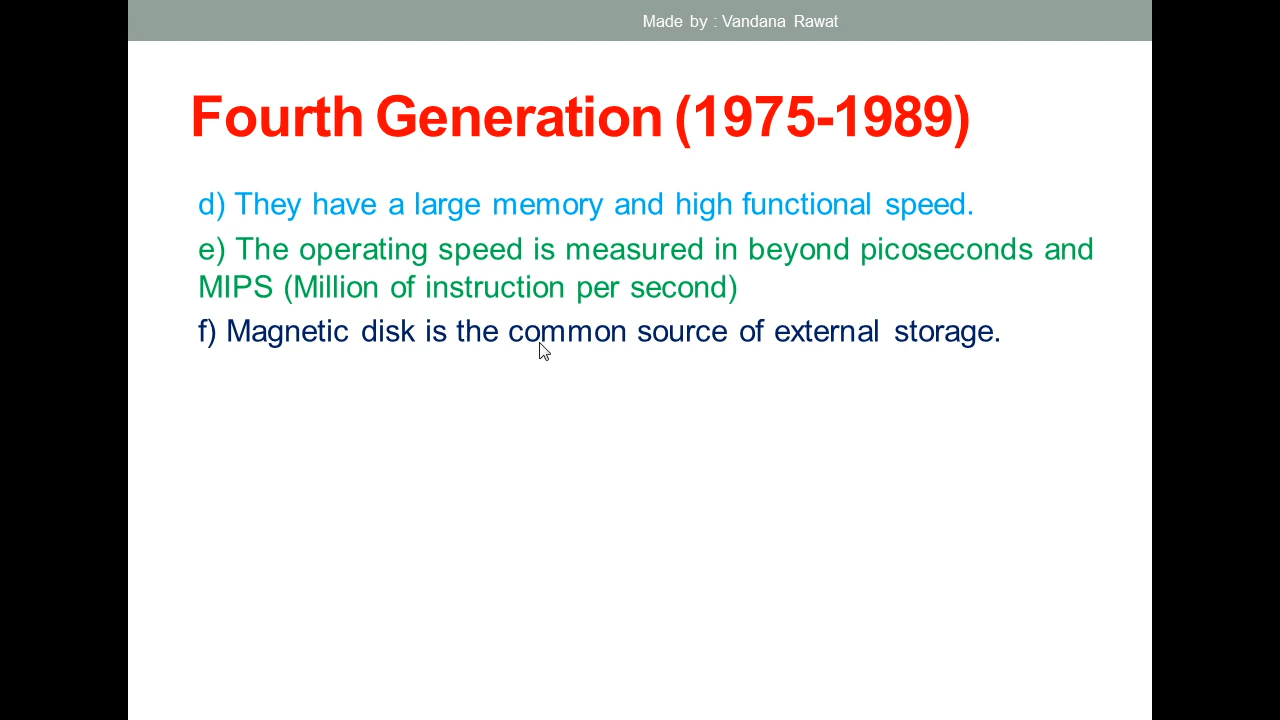 Made by : Vandana Rawat
Fourth Generation (1975-1989)
d) They have a large memory and high functional speed.
e) The operating speed is measured in beyond picoseconds and
MIPS (Million of instruction per second)
f) Magnetic disk is the common source of external storage.